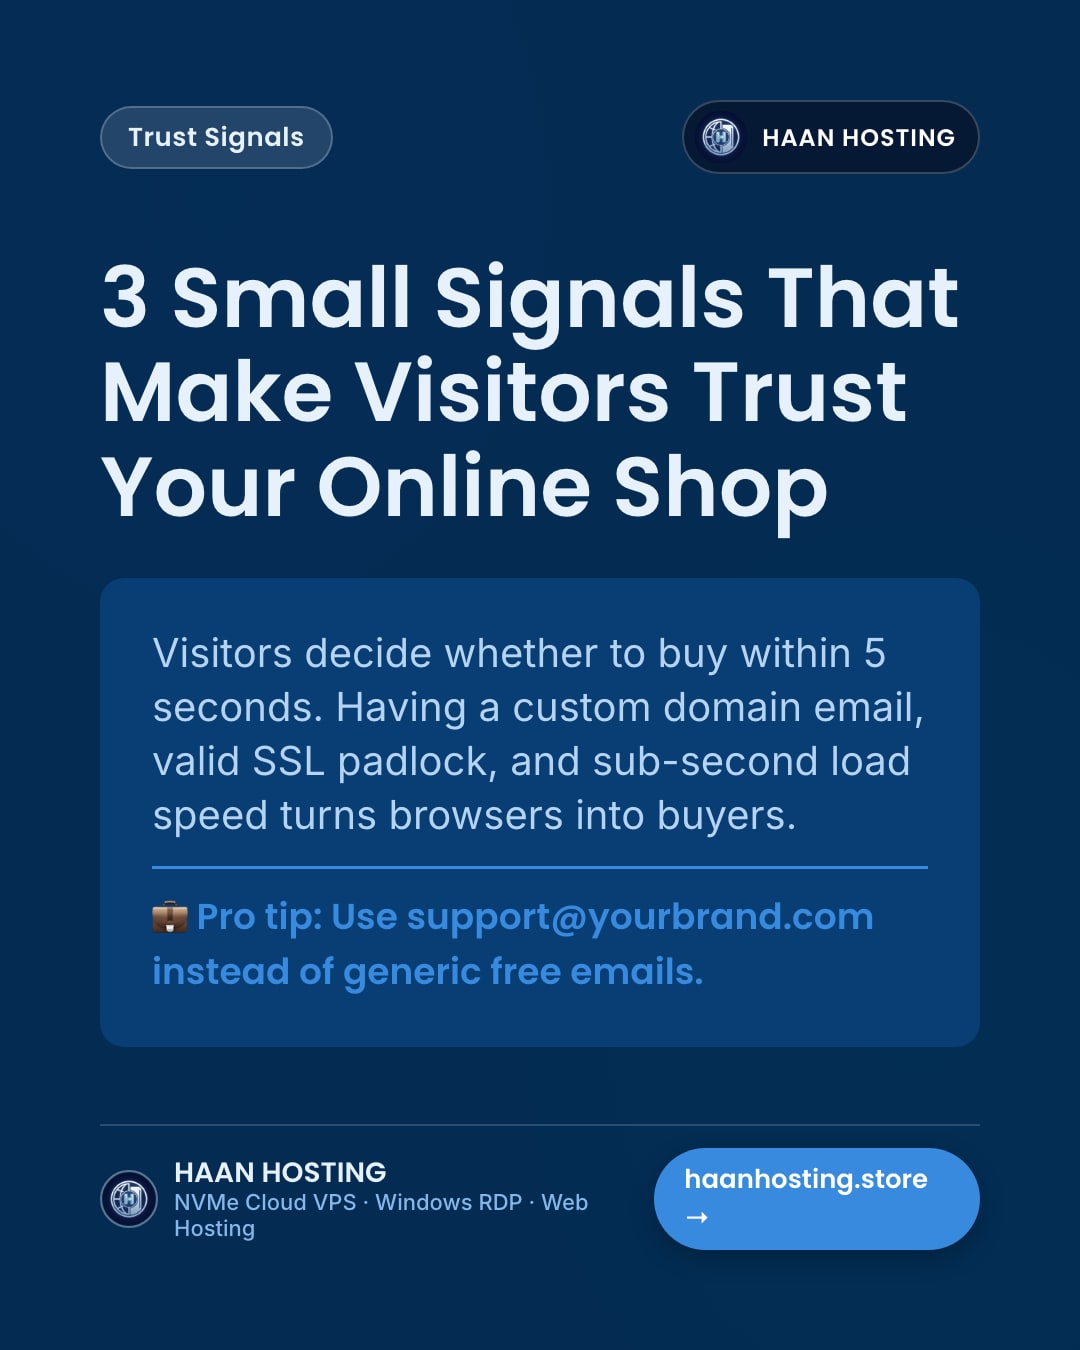 Trust Signals
HAAN HOSTING
3 Small Signals That
Make Visitors Trust
Your Online Shop
Visitors decide whether to buy within 5
seconds. Having a custom domain email,
valid SSL padlock, and sub-second load
speed turns browsers into buyers.
💼 Pro tip: Use support@yourbrand.com
instead of generic free emails.
HAAN HOSTING
NVMe Cloud VPS · Windows RDP · Web
Hosting
haanhosting.store
→